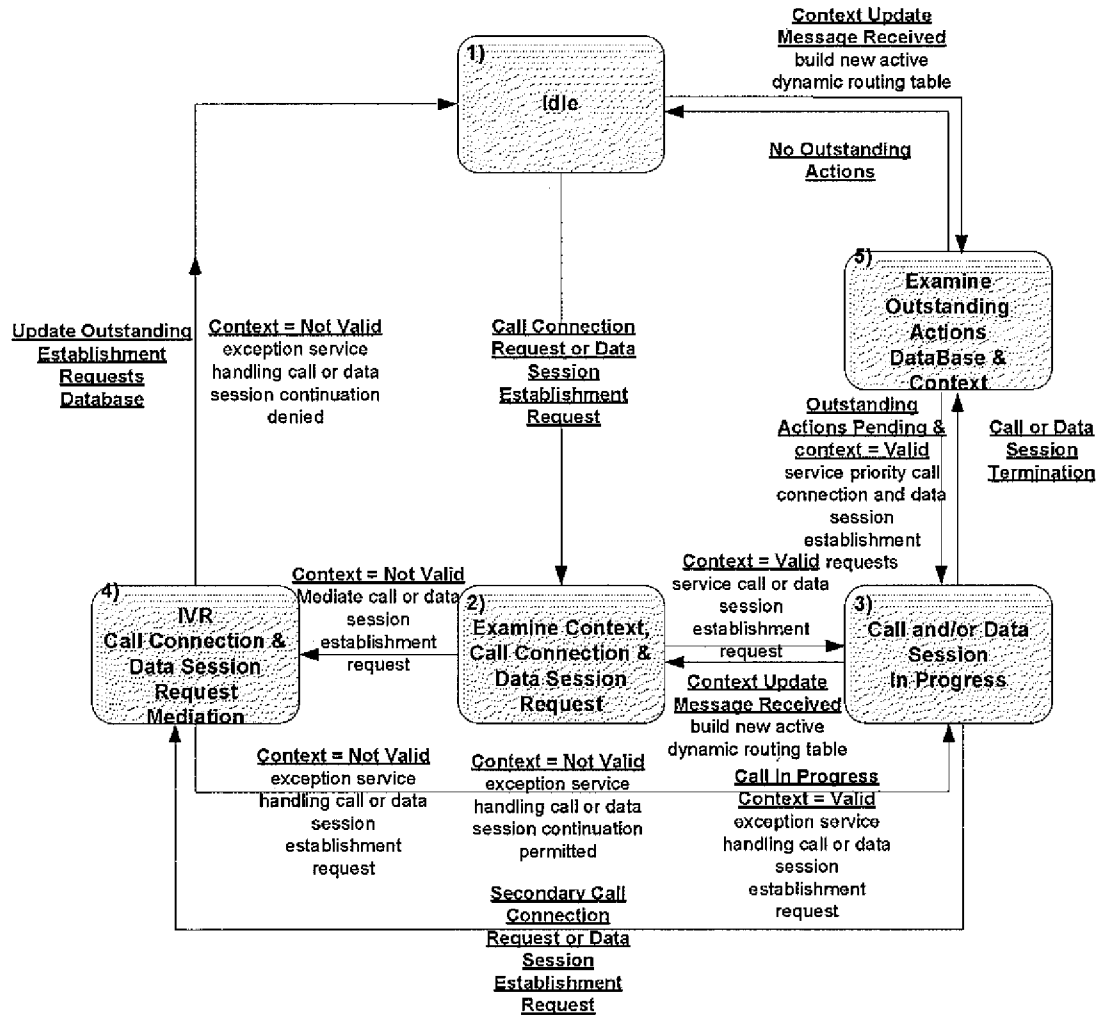 Context Update
Message Received
build new active
dynamic routing table
1)
Idle
No Outstanding
Actions
5)
Examine
Outstanding
Actions
DataBase &
Context
Update Outstanding
Establishment
Requests
Database
Context = Not Valid
exception service
handling call or data
session continuation
denied
Call Connection
Request or Data
Session
Establishment
Request
Outstanding
Actions Pending &
context = Valid
service priority call
connection and data
session
establishment
requests
Call or Data
Session
Termination
4)
IVR
Call Connection &
Data Session
Request
Mediation
Context = Not Valid
Mediate call or data
session
establishment
request
2)
Examine Context,
Call Connection &
Data Session
Request
Context = Valid
service call or data
session
establishment
request
3)
Call and/or Data
Session
In Progress
Context Update
Message Received
build new active
dynamic routing table
Context = Not Valid
exception service
handling call or data
session
establishment
request
Context = Not Valid
exception service
handling call or data
session continuation
permitted
Call In Progress
Context = Valid
exception service
handling call or data
session
establishment
request
Secondary Call
Connection
Request or Data
Session
Establishment
Request